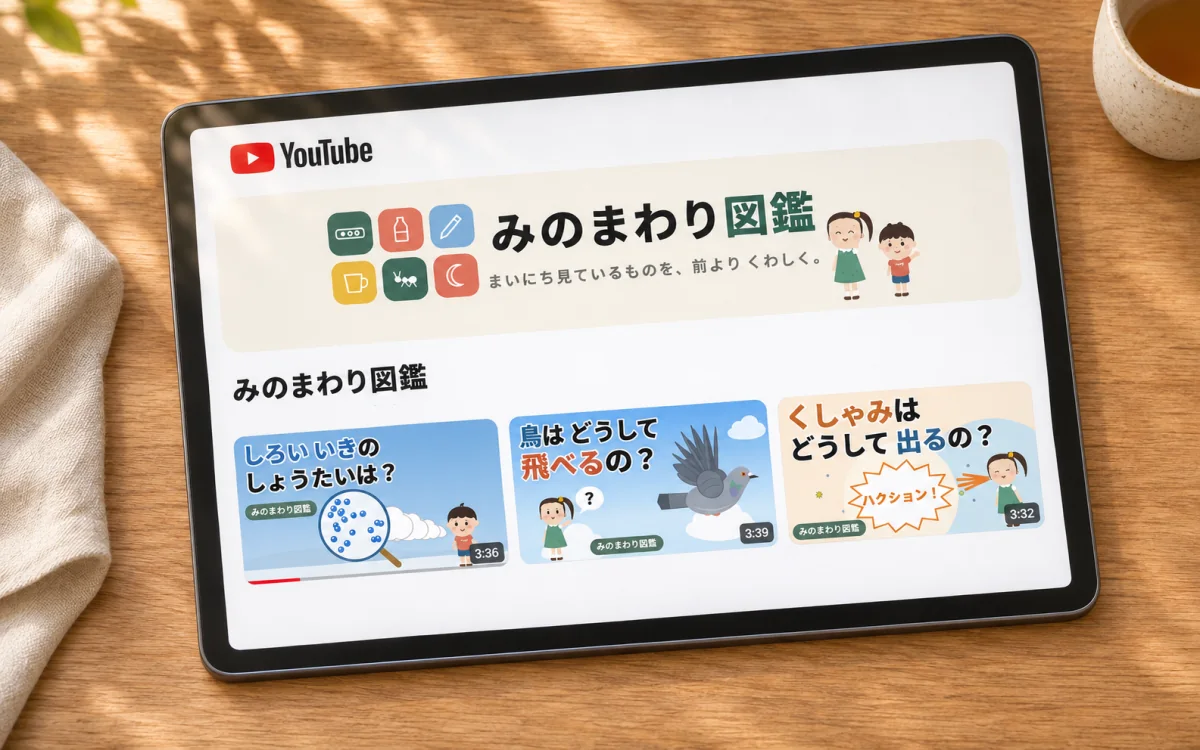 YouTube
みのまわり図鑑
まいにち見ているものを、前より くわしく。
みのまわり図鑑
しろい いきの
しょうたいは？
みのまわり図鑑
3:36
鳥は どうして
飛べるの？
?
みのまわり図鑑
3:39
くしゃみは
どうして 出るの？
ハクション！
みのまわり図鑑
3:32